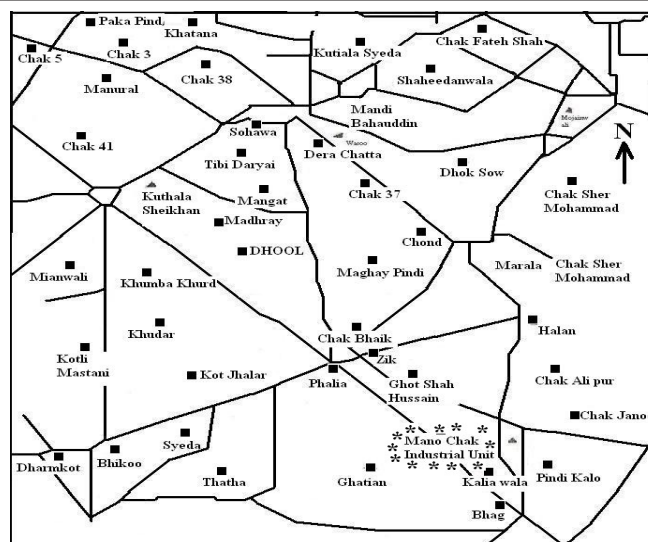 Paka Pind
Khatana
Chak 5
Chak 3
Kutiala Syeda
Chak Fateh Shah
Manural
Chak 38
Shaheedanwala
Mandi
Bahauddin
Mojainw
ali
N
Chak 41
Sohawa
Wasoo
Dera Chatta
Tibi Daryai
Dhok Sow
Kuthala
Sheikhan
Mangat
Chak 37
Chak Sher
Mohammad
Madhray
Chond
DHOOL
Mianwali
Khumba Khurd
Maghay Pindi
Marala
Chak Sher
Mohammad
Khudar
Chak Bhaik
Halan
Kotli
Mastani
Zik
Kot Jhalar
Phalia
Ghot Shah
Hussain
Chak Ali pur
Chak Jano
Syeda
Mano Chak
Industrial Unit
Dharmkot
Bhikoo
Thatha
Ghatian
Kalia wala
Pindi Kalo
Bhag